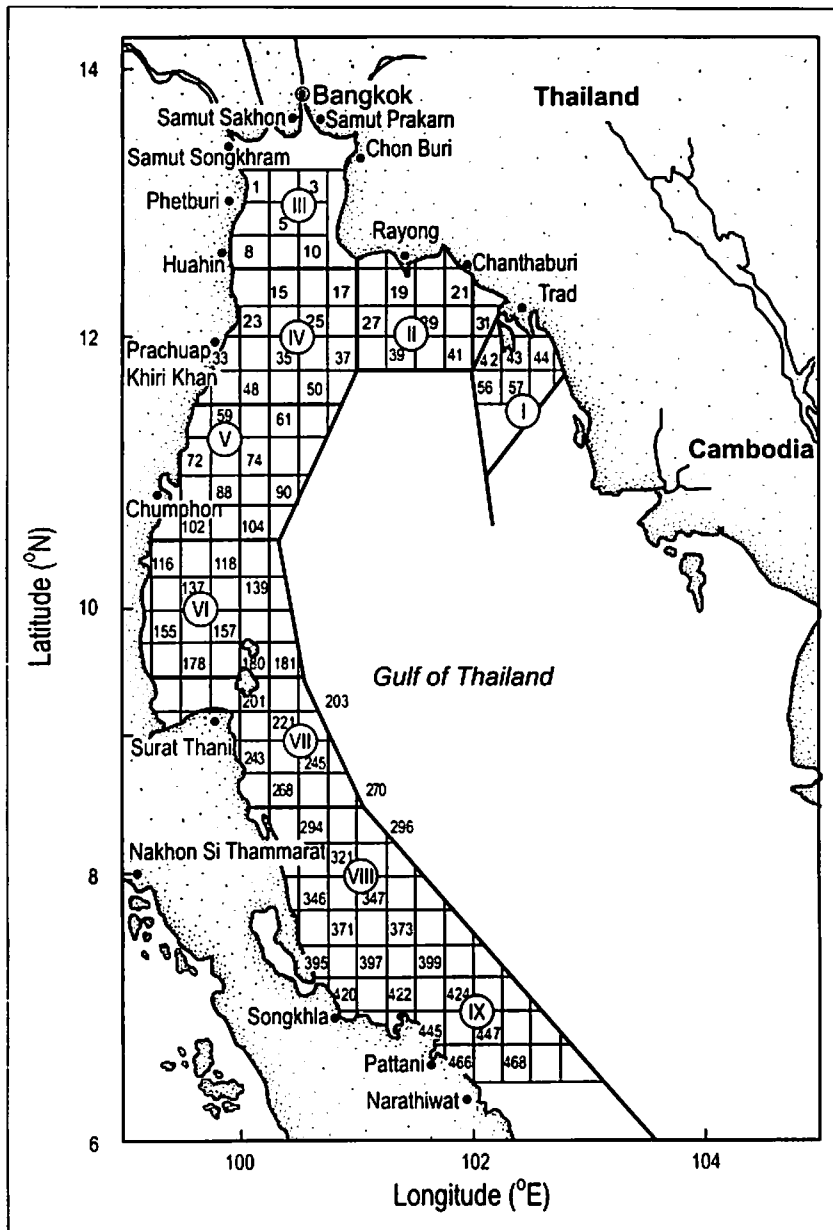 14
Thailand
Bangkok
Samut Sakhon
Samut Prakarn
Samut Songkhram
Chon Buri
1
3
Phetburi
III
5
Rayong
Huahin
8
10
Chanthaburi
15
17
19
21
Trad
23
25
27
29
31
12
IV
II
Prachuap
Khiri Khan
33
35
37
39
41
42
43
44
48
50
56
57
I
59
61
V
Cambodia
72
74
88
90
Chumphon
102
104
116
118
137
139
10
VI
155
157
178
180
181
Gulf of Thailand
201
203
221
Surat Thani
VII
243
245
268
270
294
296
Nakhon Si Thammarat
321
8
VIII
346
347
371
373
395
397
399
420
422
424
Songkhla
IX
445
447
Pattani
466
468
Narathiwat
6
100
102
104
Latitude (°N)
Longitude (°E)